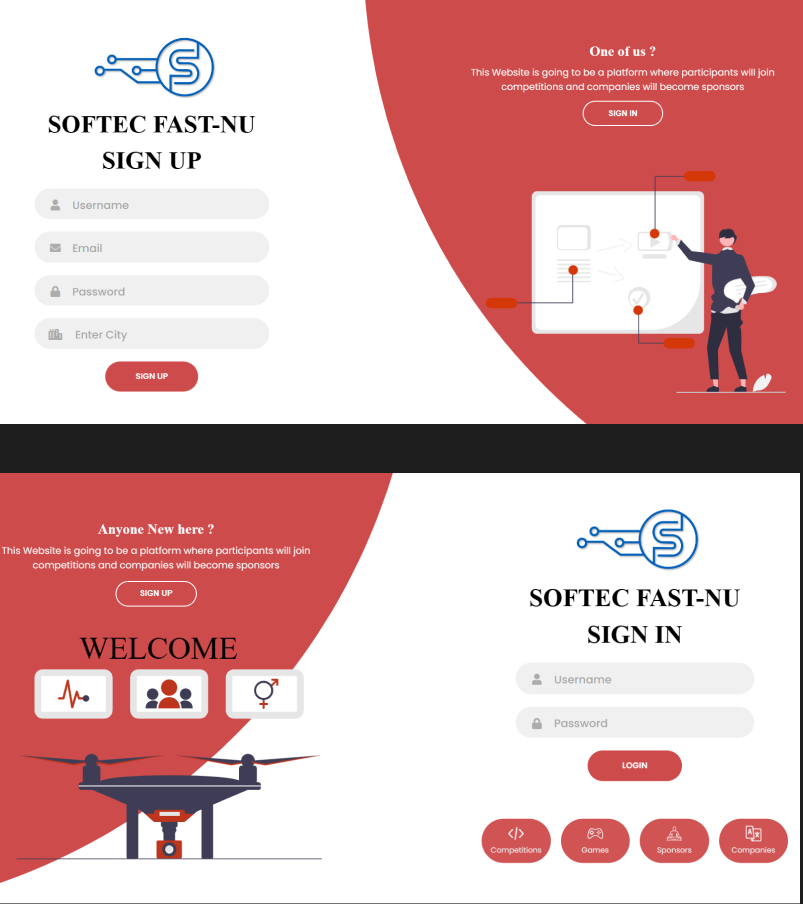 SOFTEC FAST-NU
SIGN UP
Username
Email
Password
Enter City
SIGN UP
One of us ?
This Website is going to be a platform where participants will join
competitions and companies will become sponsors
SIGN IN
Anyone New here ?
This Website is going to be a platform where participants will join
competitions and companies will become sponsors
SIGN UP
WELCOME
SOFTEC FAST-NU
SIGN IN
Username
Password
LOGIN
Competitions
Games
Sponsors
Companies